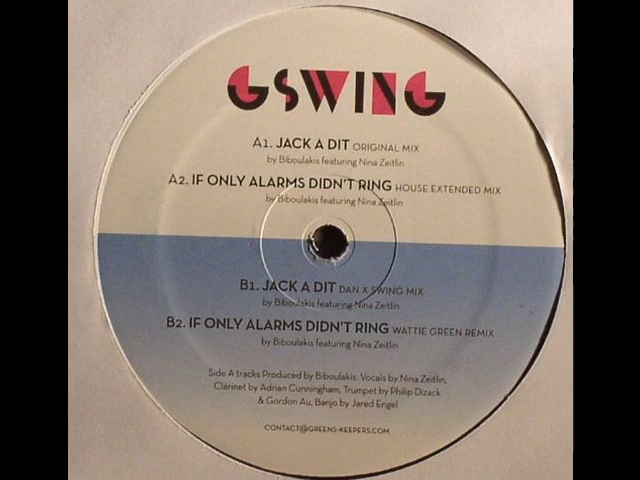 GSWING
A1. JACK A DIT ORIGINAL MIX
by Biboulakis featuring Nina Zeitlin
A2. IF ONLY ALARMS DIDN'T RING HOUSE EXTENDED MIX
by Biboulakis featuring Nina Zeitlin
B1. JACK A DIT DAN X SWING MIX
by Biboulakis featuring Nina Zeitlin
B2. IF ONLY ALARMS DIDN'T RING WATTIE GREEN REMIX
by Biboulakis featuring Nina Zeitlin
Side A tracks Produced by Biboulakis. Vocals by Nina Zeitlin,
Clarinet by Adrian Cunningham, Trumpet by Philip Dizack
& Gordon Au, Banjo by Jared Engel
CONTACT@GREENS-KEEPERS.COM